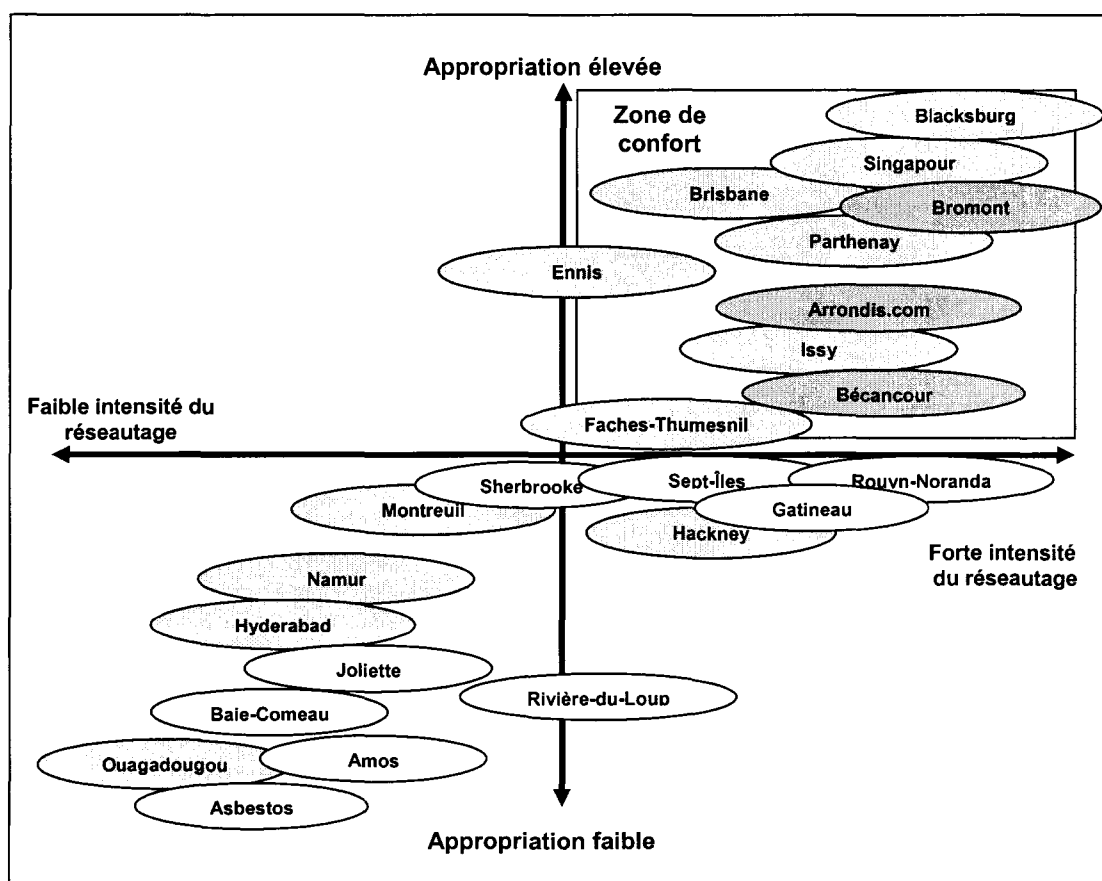 Appropriation élevée
Zone de
confort
Blacksburg
Singapour
Brisbane
Bromont
Parthenay
Ennis
Arrondis.com
Issy
Bécancour
Faible intensité du
réseautage
Faches-Thumesnil
Sherbrooke
Sept-Îles
Rouyn-Noranda
Montreuil
Gatineau
Hackney
Forte intensité
du réseautage
Namur
Hyderabad
Joliette
Rivière-du-Loup
Baie-Comeau
Ouagadougou
Amos
Asbestos
Appropriation faible